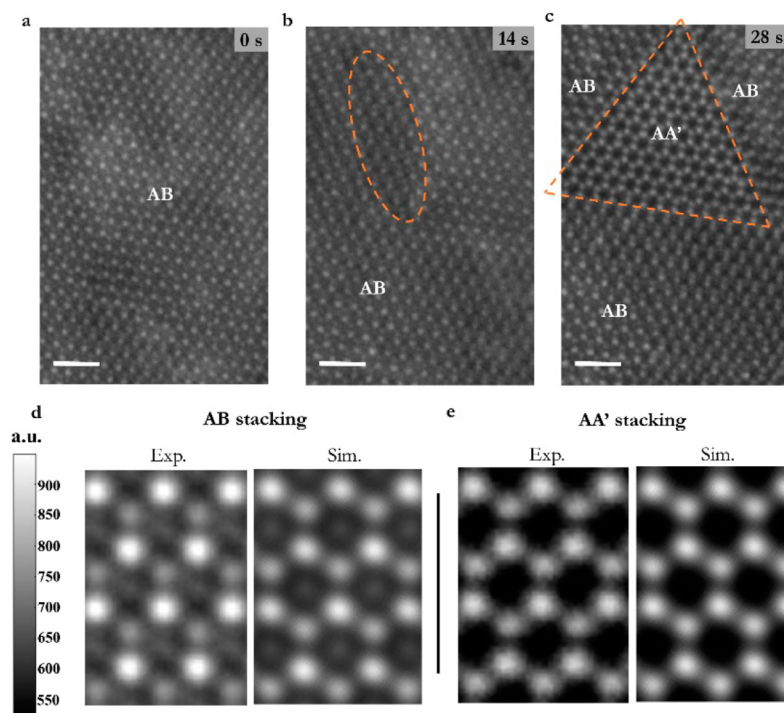 a
0 s
AB
b
14 s
AB
c
28 s
AB
AB
AA’
AB
d
AB stacking
a.u.
Exp.
Sim.
900
850
800
750
700
650
600
550
e
AA’ stacking
Exp.
Sim.